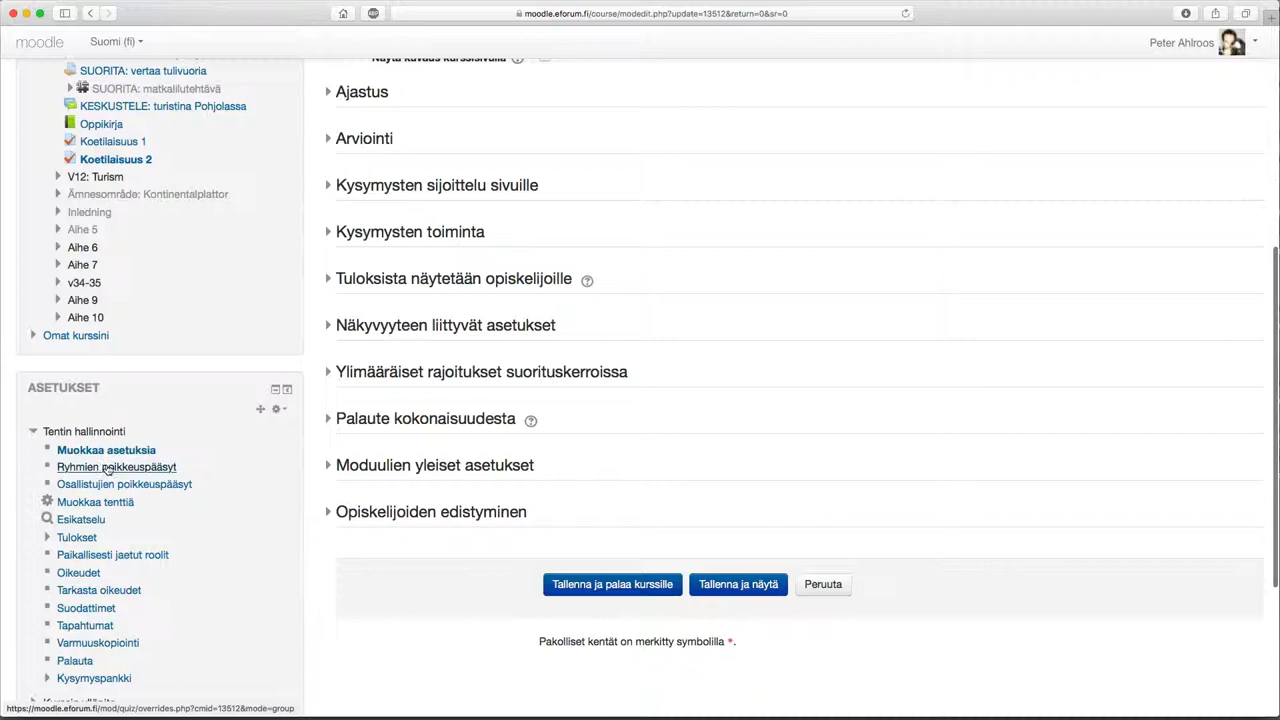 moodle.eforum.fi/course/modedit.php?update=13512&return=0&sr=0
moodle
Suomi (fi)
Peter Ahlroos
SUORITA: vertaa tulivuoria
SUORITA: matkalilutehtävä
KESKUSTELE: turistina Pohjolassa
Oppikirja
Koetilaisuus 1
Koetilaisuus 2
V12: Turism
Ämnesområde: Kontinentalplattor
Inledning
Aihe 5
Aihe 6
Aihe 7
v34-35
Aihe 9
Aihe 10
Omat kurssini
ASETUKSET
Tentin hallinnointi
Muokkaa asetuksia
Ryhmien poikkeuspääsyt
Osallistujien poikkeuspääsyt
Muokkaa tenttiä
Esikatselu
Tulokset
Paikallisesti jaetut roolit
Oikeudet
Tarkasta oikeudet
Suodattimet
Tapahtumat
Varmuuskopiointi
Palauta
Kysymyspankki
https://moodle.eforum.fi/mod/quiz/overrides.php?cmid=13512&mode=group
Näytä kuvaus kurssisivulla
Ajastus
Arviointi
Kysymysten sijoittelu sivuille
Kysymysten toiminta
Tuloksista näytetään opiskelijoille
Näkyvyyteen liittyvät asetukset
Ylimääräiset rajoitukset suorituskerroissa
Palaute kokonaisuudesta
Moduulien yleiset asetukset
Opiskelijoiden edistyminen
Tallenna ja palaa kurssille Tallenna ja näytä Peruuta
Pakolliset kentät on merkitty symbolilla *.